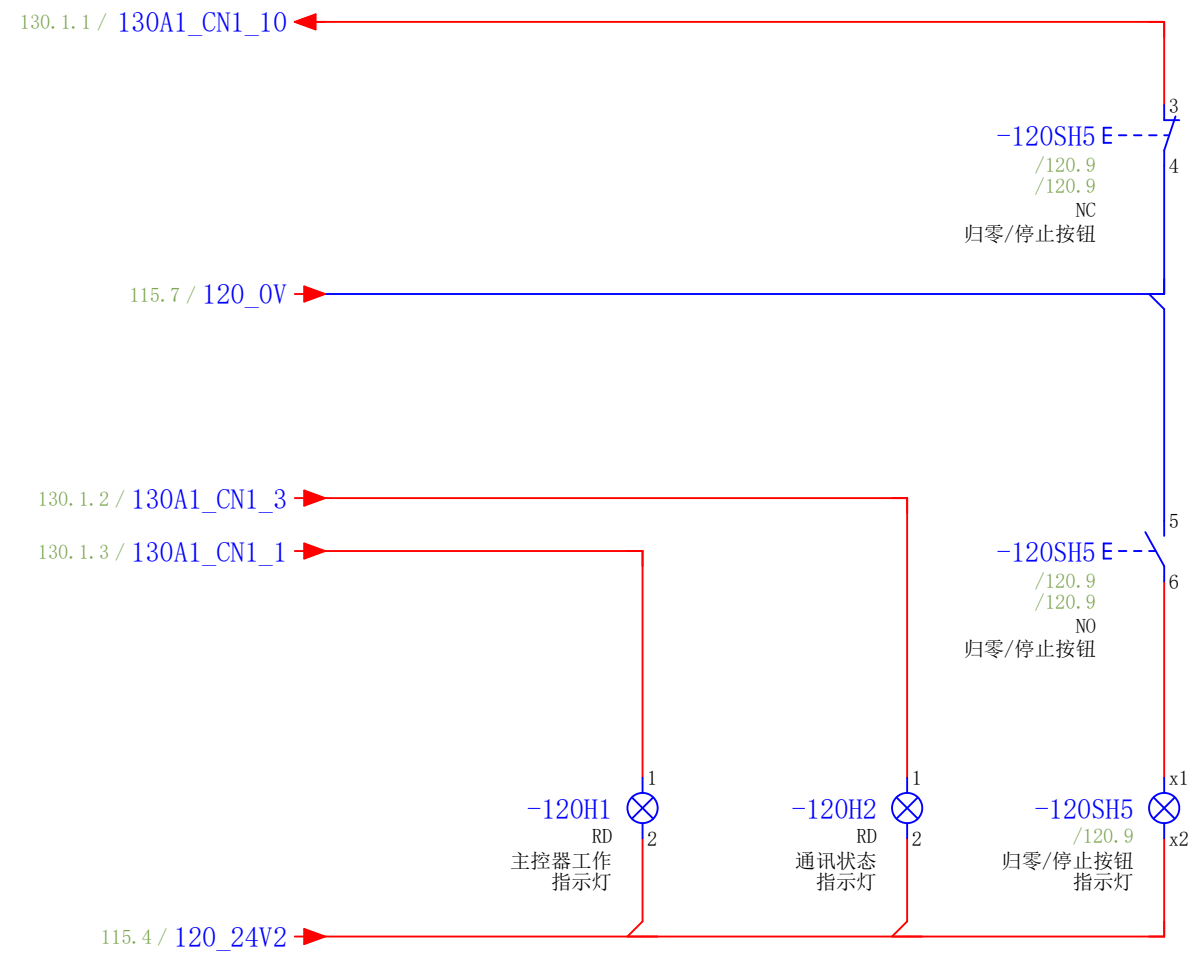 130.1.1 / 130A1_CN1_10
3
-120SH5
4
/120.9
/120.9
NC
归零/停止按钮
115.7 / 120_0V
130.1.2 / 130A1_CN1_3
5
130.1.3 / 130A1_CN1_1
-120SH5
6
/120.9
/120.9
NO
归零/停止按钮
1
1
x1
-120H1
-120H2
-120SH5
RD
2
RD
2
/120.9
x2
主控器工作
指示灯
通讯状态
指示灯
归零/停止按钮
指示灯
115.4 / 120_24V2